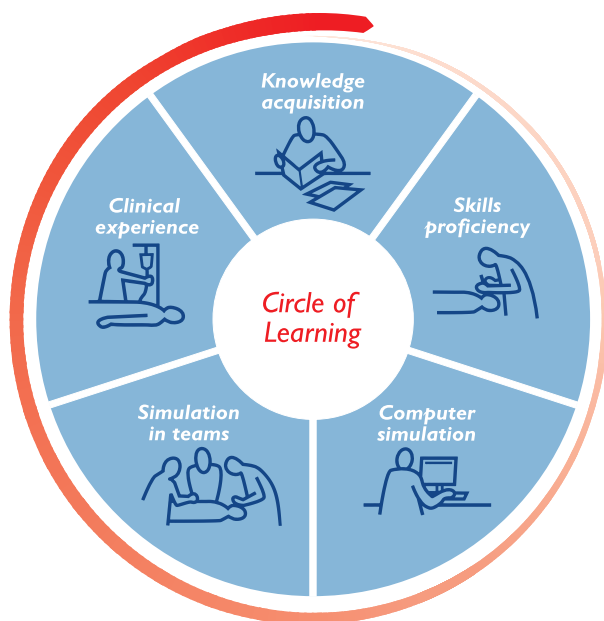 Knowledge
acquisition
Skills
proficiency
Computer
simulation
Simulation
in teams
Clinical
experience
Circle of
Learning